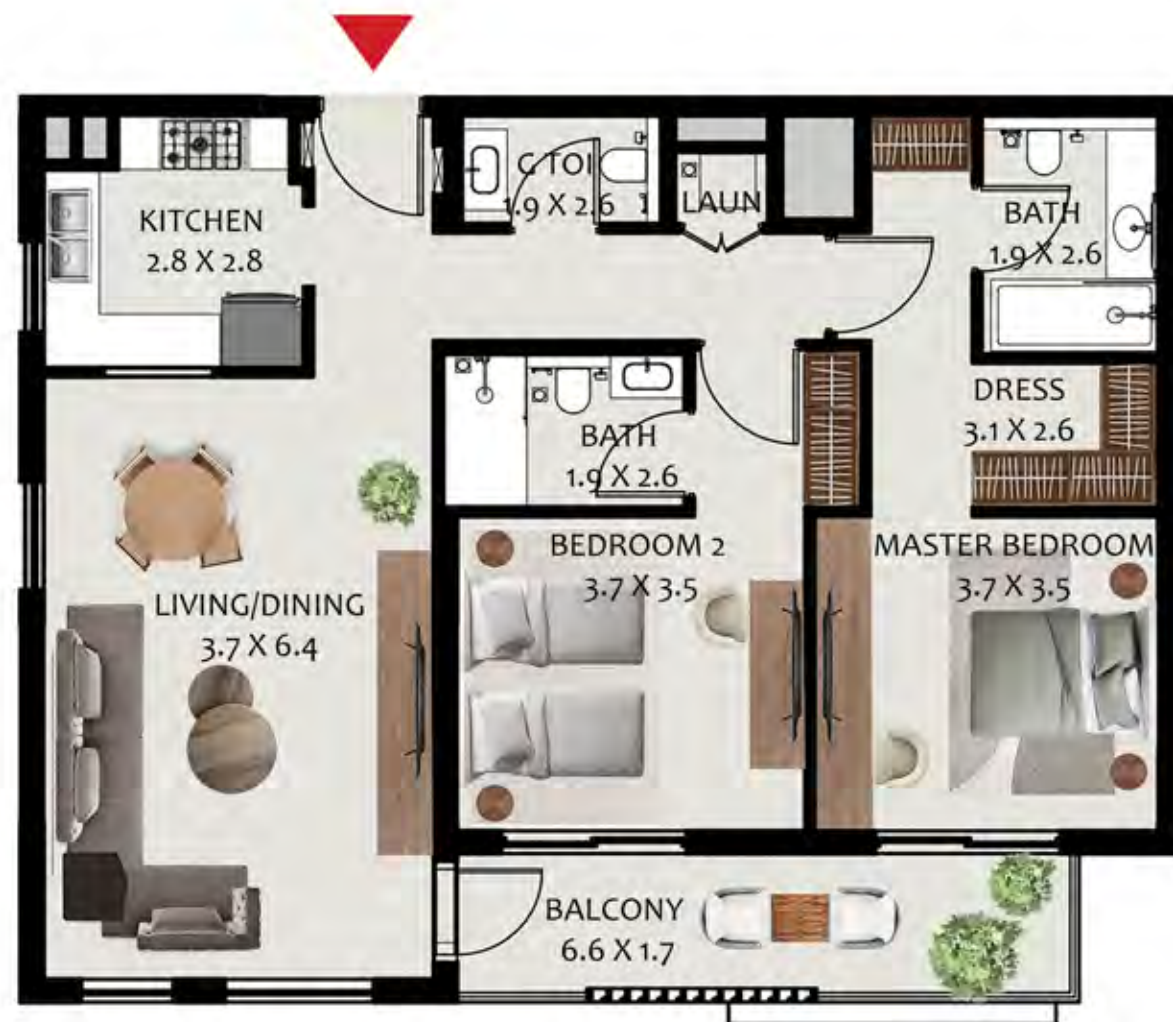 C TOI
1.9 X 2.6
LAUN
KITCHEN
2.8 X 2.8
BATH
1.9 X 2.6
DRESS
3.1 X 2.6
BATH
1.9 X 2.6
BEDROOM 2
3.7 X 3.5
MASTER BEDROOM
3.7 X 3.5
LIVING/DINING
3.7 X 6.4
BALCONY
6.6 X 1.7